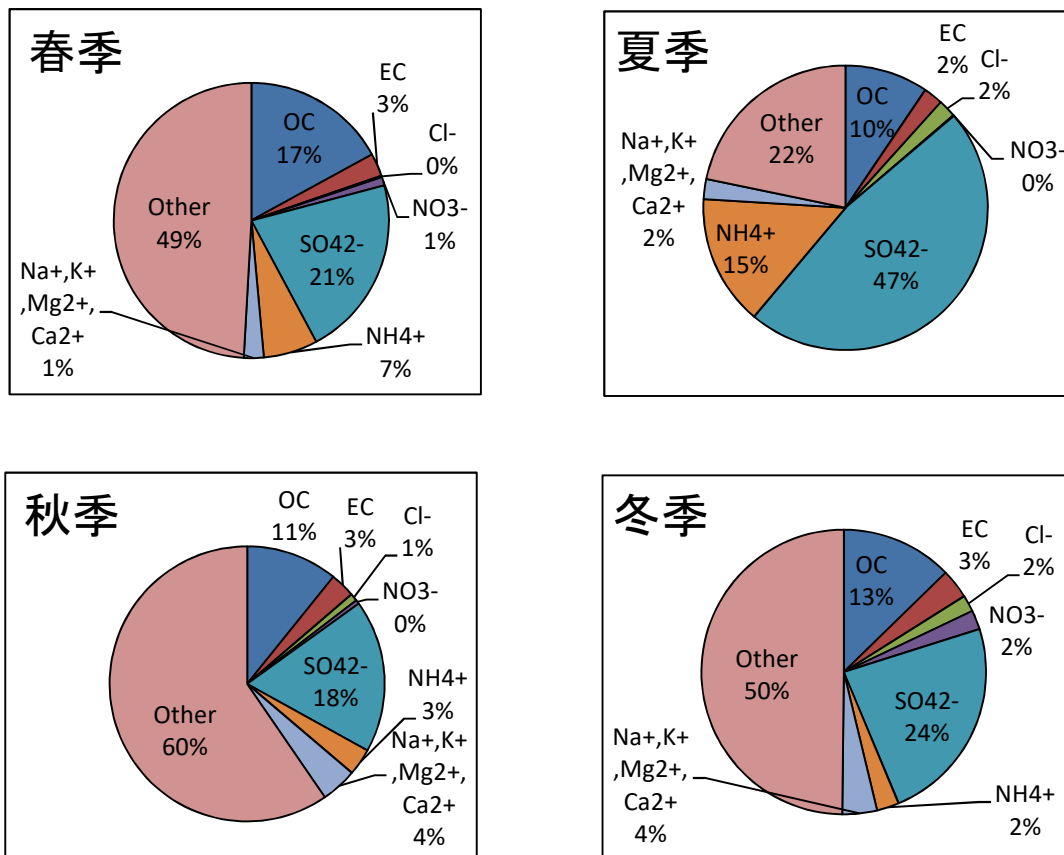 春季
EC
3%
Cl-
0%
OC
17%
NO3-
1%
Other
49%
SO42-
21%
Na+,K+
,Mg2+,
Ca2+
1%
NH4+
7%
夏季
EC
2%
Cl-
2%
OC
10%
NO3-
0%
Other
22%
Na+,K+
,Mg2+,
Ca2+
2%
NH4+
15%
SO42-
47%
秋季
OC
11%
EC
3%
Cl-
1%
NO3-
0%
SO42-
18%
NH4+
3%
Other
60%
Na+,K+
,Mg2+,
Ca2+
4%
冬季
EC
3%
Cl-
2%
OC
13%
NO3-
2%
Other
50%
SO42-
24%
Na+,K+
,Mg2+,
Ca2+
4%
NH4+
2%